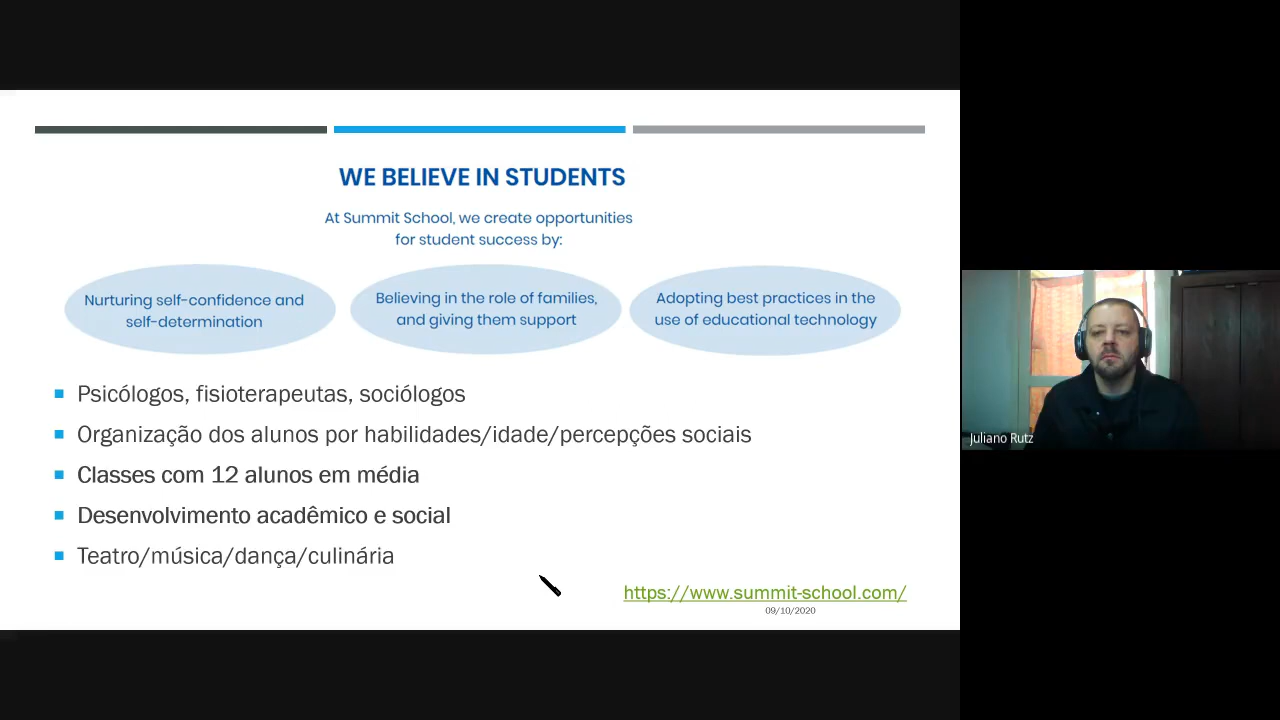 WE BELIEVE IN STUDENTS
At Summit School, we create opportunities
for student success by:
Nurturing self-confidence and
self-determination
Believing in the role of families,
and giving them support
Adopting best practices in the
use of educational technology
Psicólogos, fisioterapeutas, sociólogos
Organização dos alunos por habilidades/idade/percepções sociais
Classes com 12 alunos em média
Desenvolvimento acadêmico e social
Teatro/música/dança/culinária
https://www.summit-school.com/
09/10/2020
Juliano Rutz